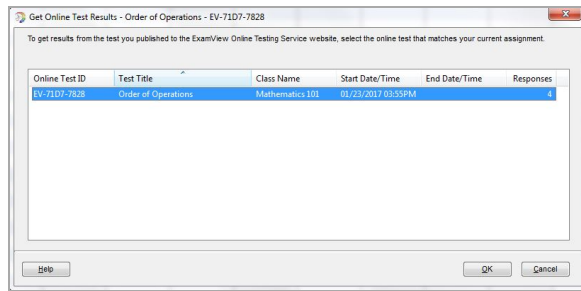 Get Online Test Results - Order of Operations - EV-71D7-7828
To get results from the test you published to the ExamView Online Testing Service website, select the online test that matches your current assignment.
Online Test ID Test Title Class Name Start Date/Time End Date/Time Responses
EV-71D7-7828 Order of Operations Mathematics 101 01/23/2017 03:55PM 4
Help OK Cancel